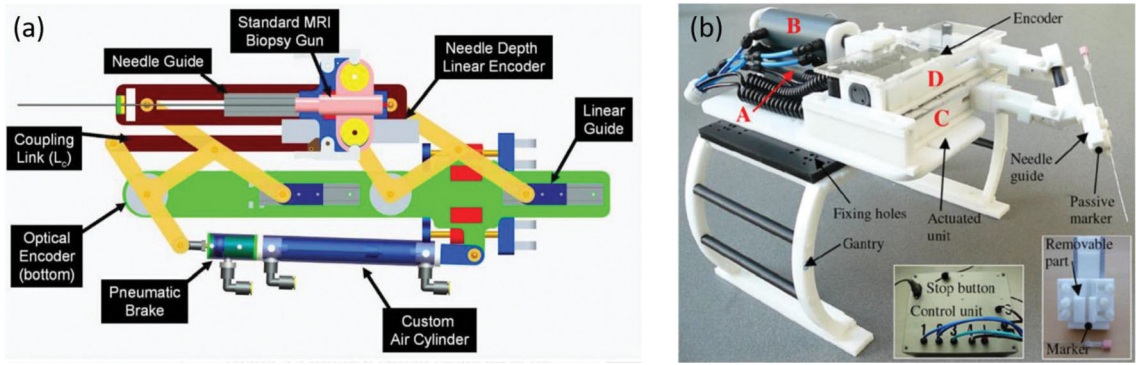 (a)
Standard MRI
Biopsy Gun
Needle Guide
Needle Depth
Linear Encoder
Linear
Guide
Coupling
Link (Lc)
Optical
Encoder
(bottom)
Pneumatic
Brake
Custom
Air Cylinder
(b)
B
Encoder
D
A
C
Needle
guide
Passive
marker
Fixing holes
Actuated
unit
Gantry
Stop button
Control unit
1 2 3 4
Removable
part
Marker